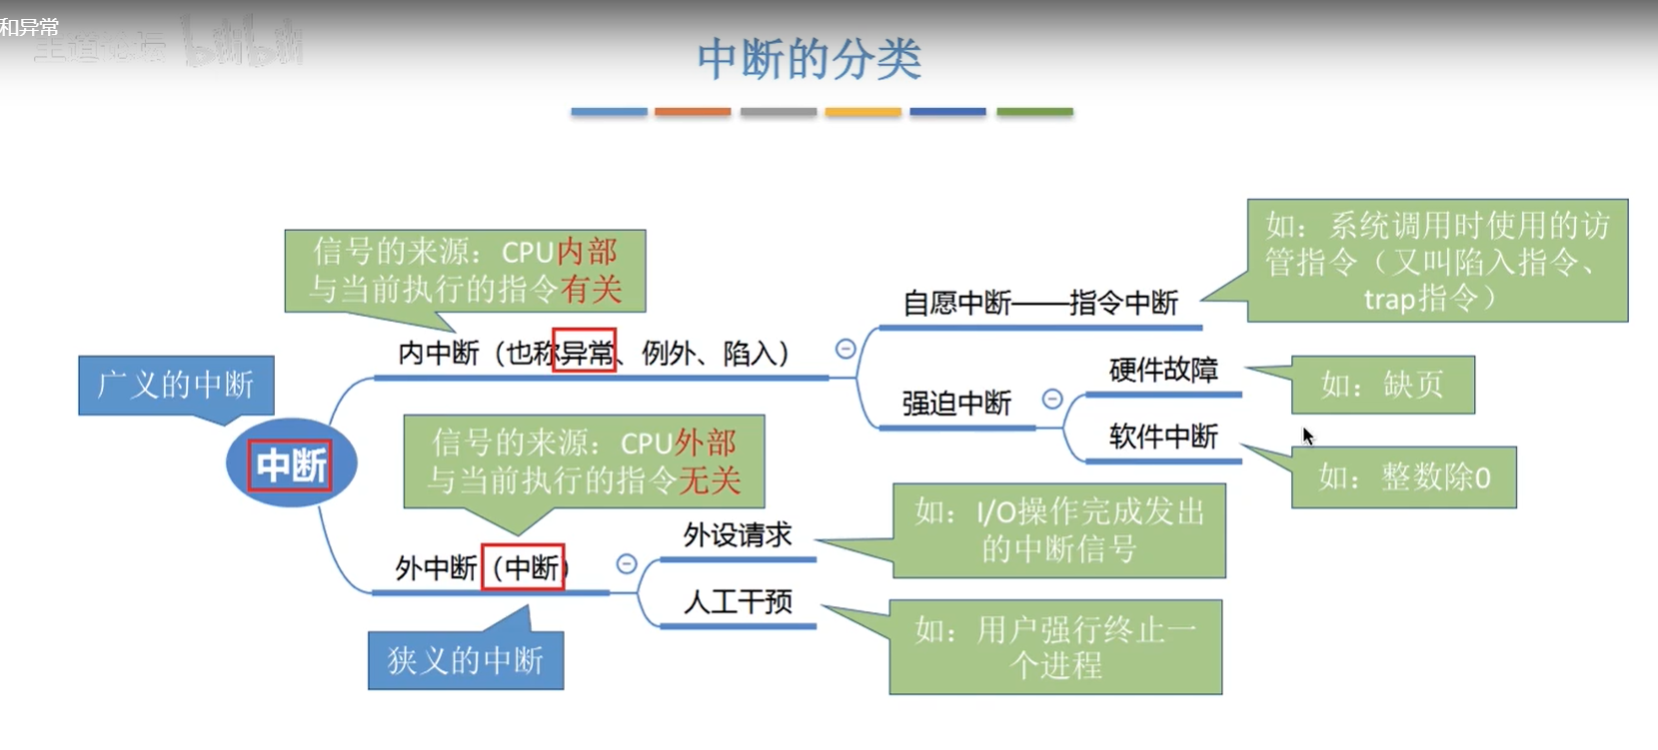 和异常
王道论坛 bilibili
中断的分类
如：系统调用时使用的访
管指令（又叫陷入指令、
trap指令）
信号的来源：CPU内部
与当前执行的指令有关
自愿中断——指令中断
内中断（也称异常、例外、陷入）
硬件故障
如：缺页
广义的中断
强迫中断
软件中断
如：整数除0
中断
信号的来源：CPU外部
与当前执行的指令无关
外设请求
如：I/O操作完成发出
的中断信号
外中断（中断）
人工干预
如：用户强行终止一
个进程
狭义的中断